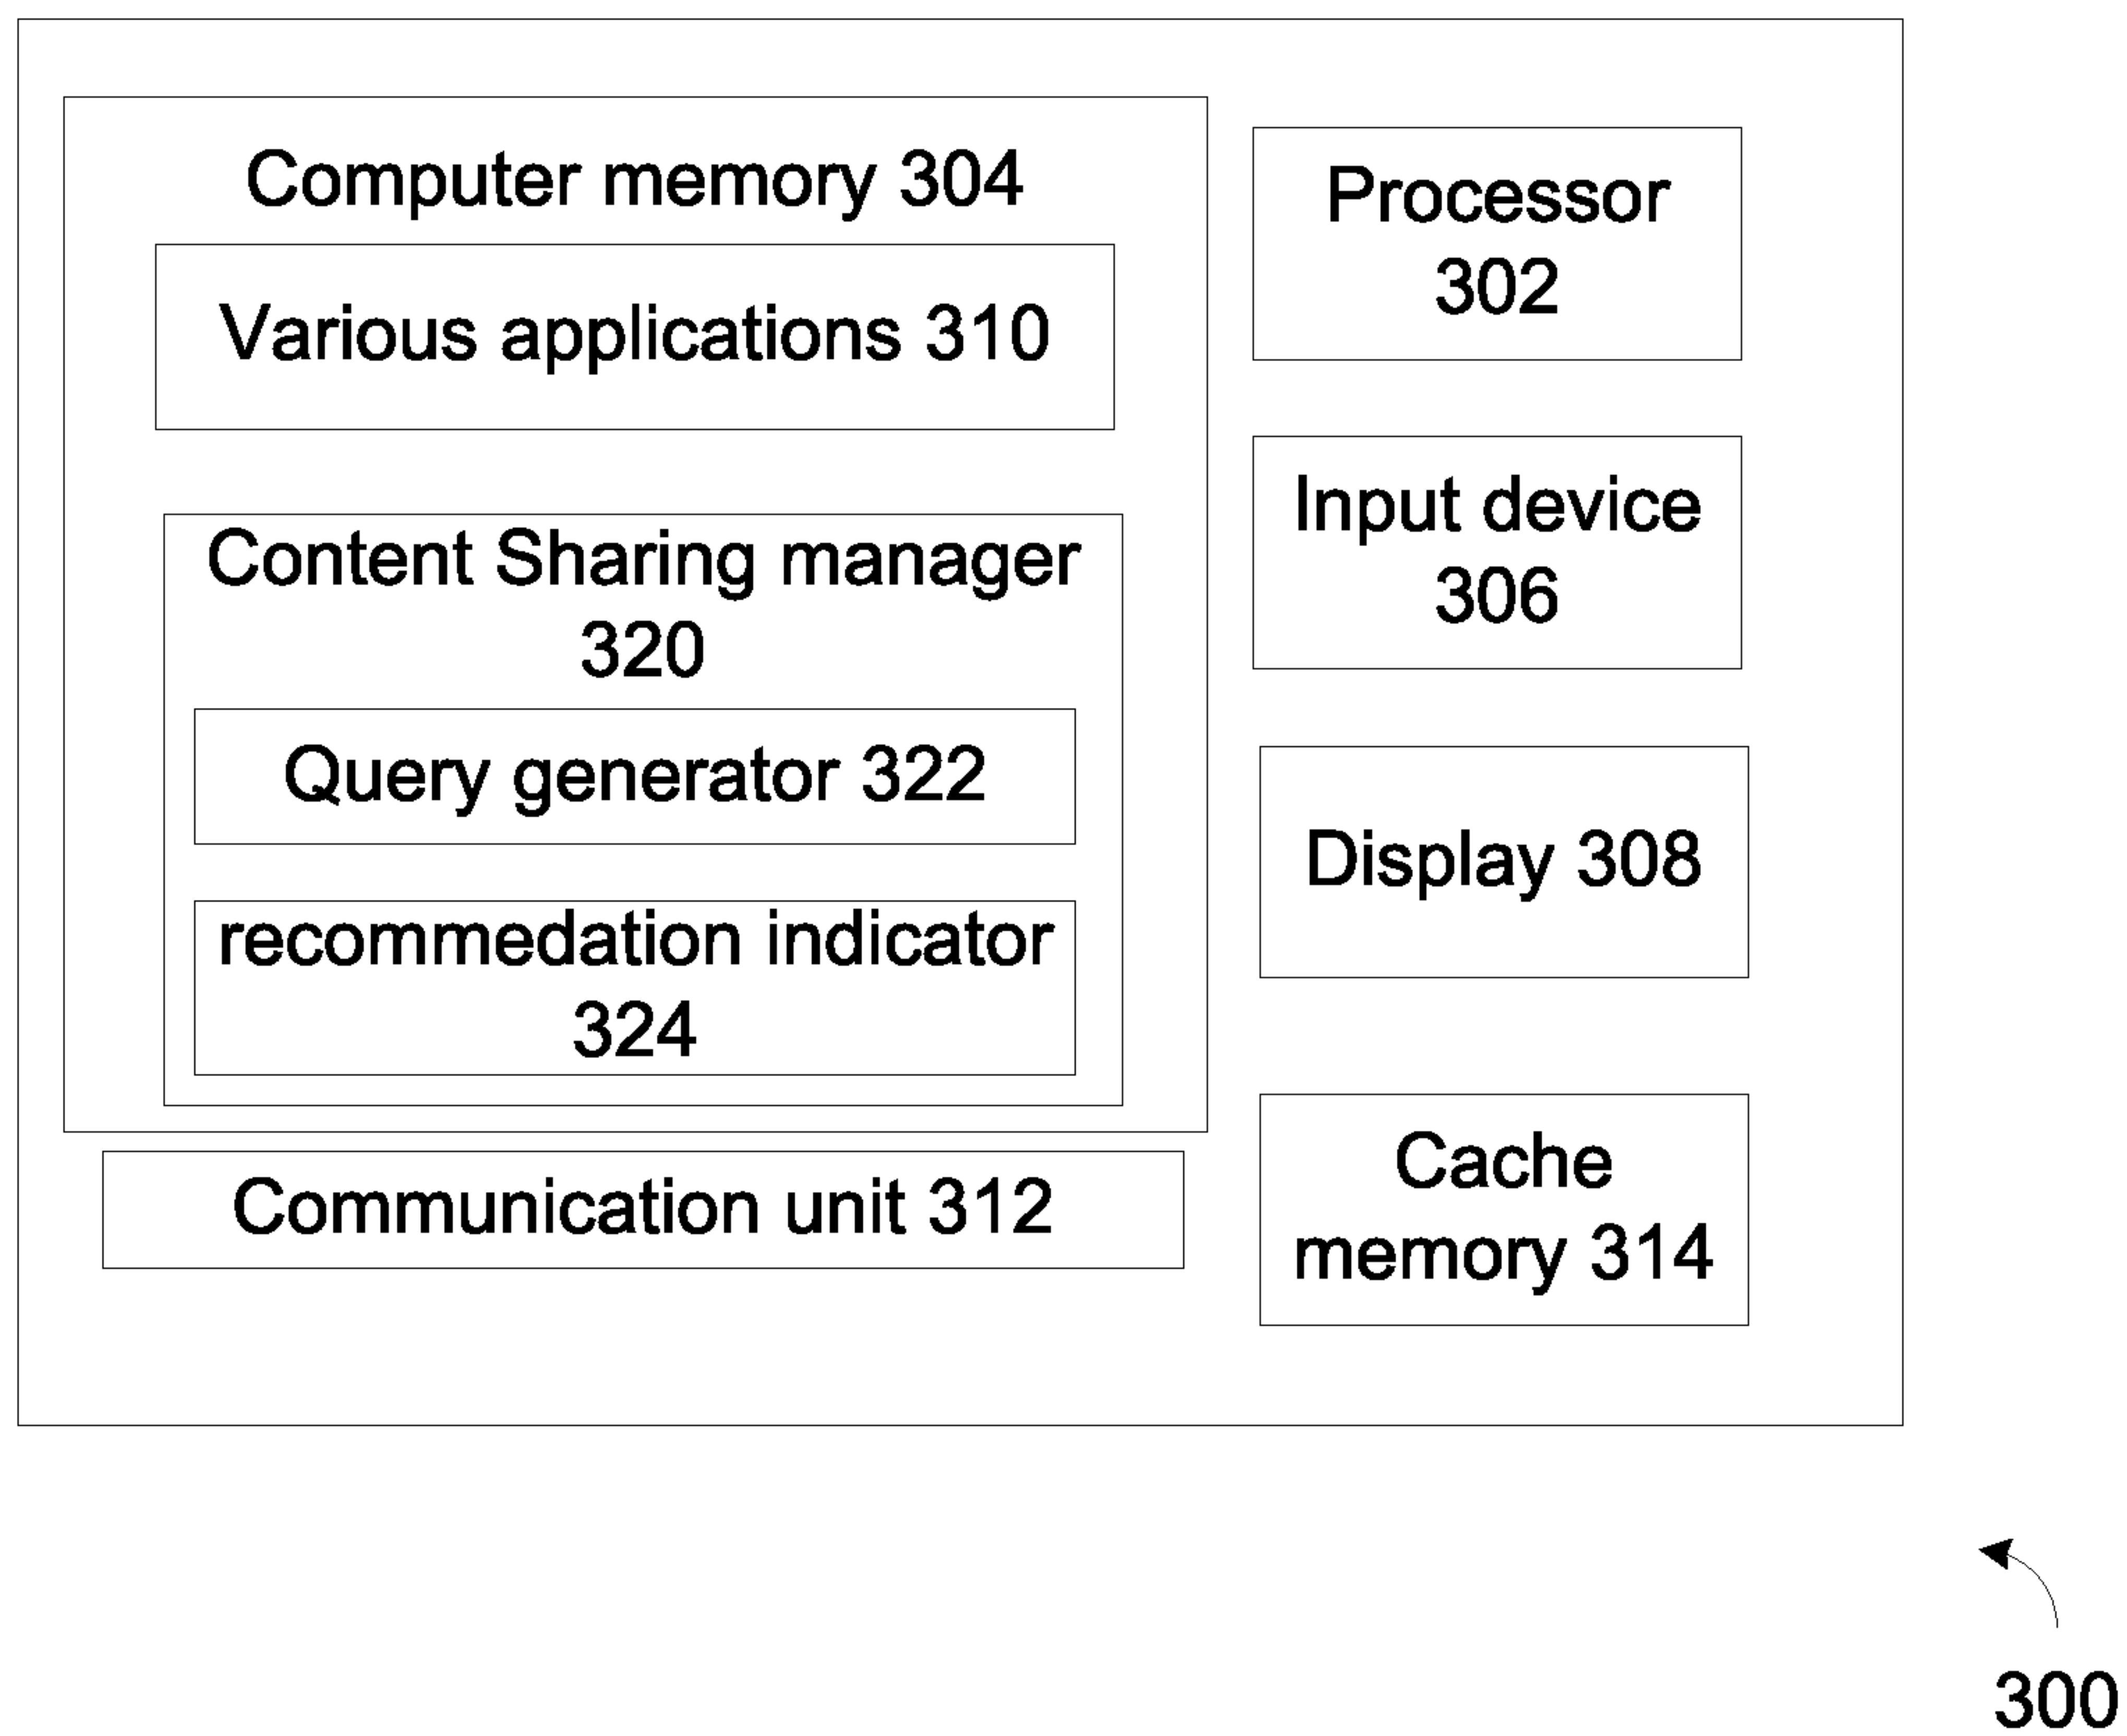 Computer memory 304
Various applications 310
Content Sharing manager
320
Query generator 322
recommedation indicator
324
Communication unit 312
Processor
302
Input device
306
Display 308
Cache
memory 314
300